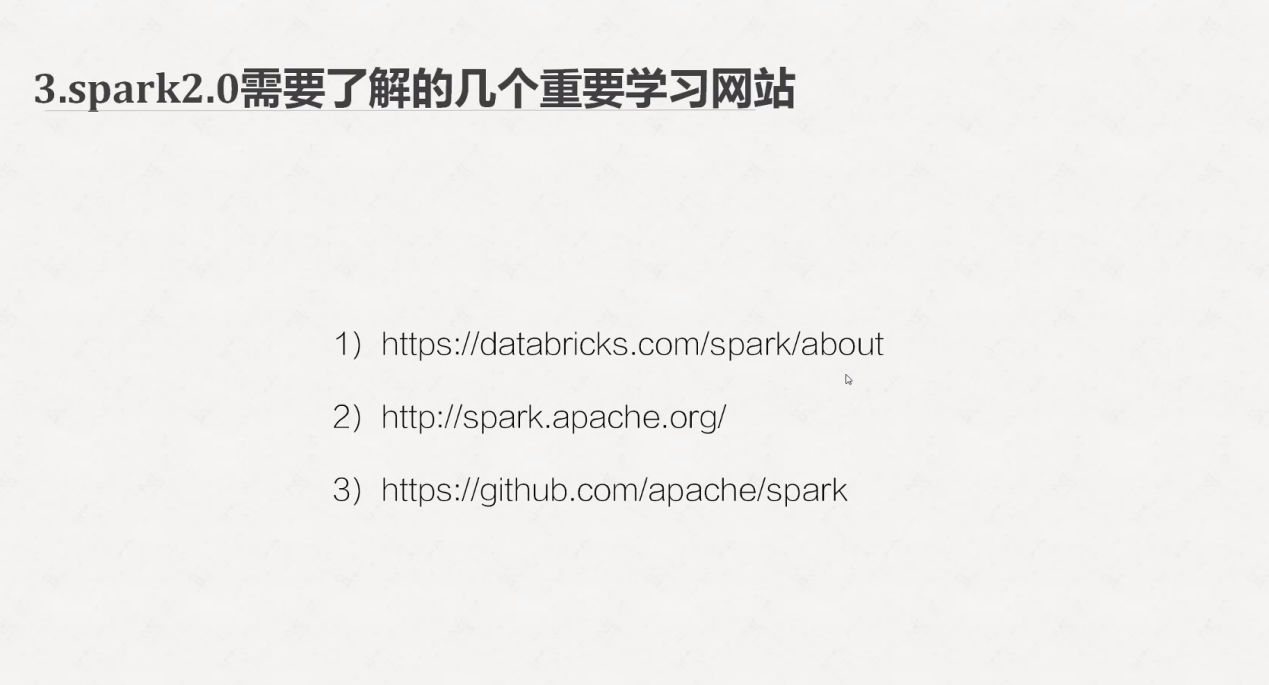 3.spark2.0需要了解的几个重要学习网站
1) https://databricks.com/spark/about
2) http://spark.apache.org/
3) https://github.com/apache/spark